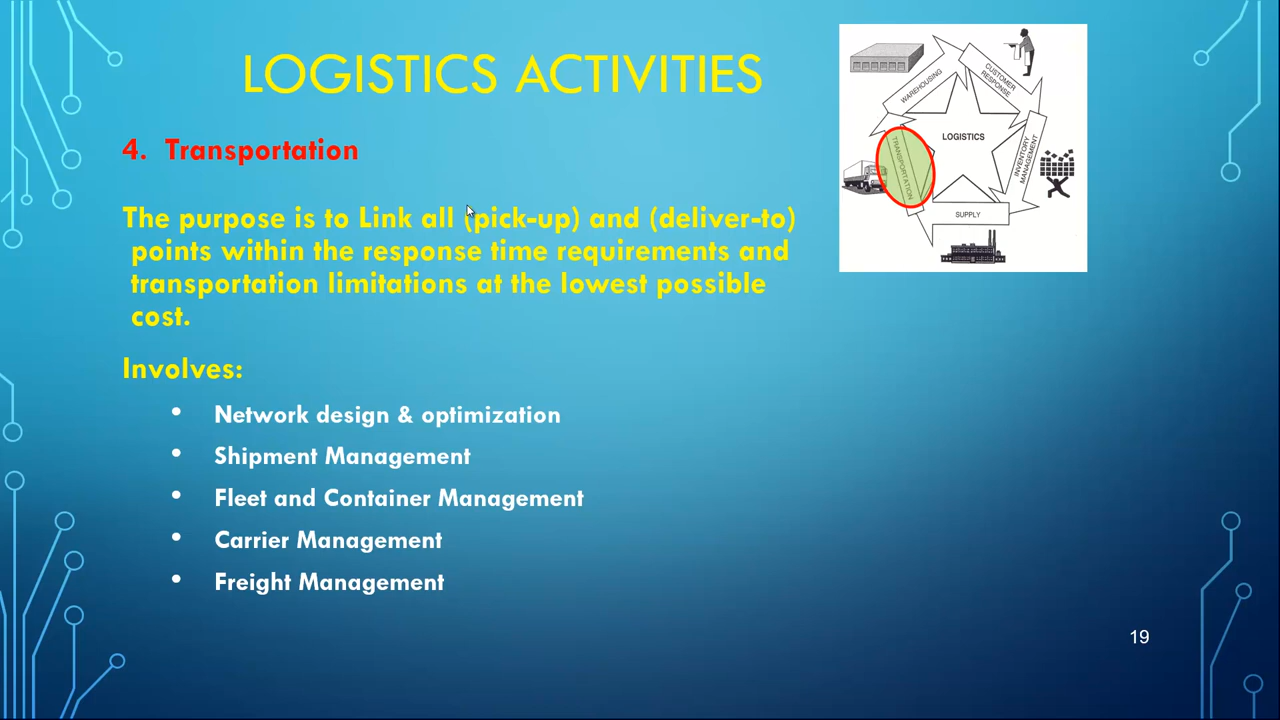 LOGISTICS ACTIVITIES
4. Transportation
The purpose is to Link all (pick-up) and (deliver-to)
points within the response time requirements and
transportation limitations at the lowest possible
cost.
Involves:
• Network design & optimization
• Shipment Management
• Fleet and Container Management
• Carrier Management
• Freight Management
WAREHOUSING
CUSTOMER
RESPONSE
LOGISTICS
TRANSPORTATION
INVENTORY
MANAGEMENT
SUPPLY
19